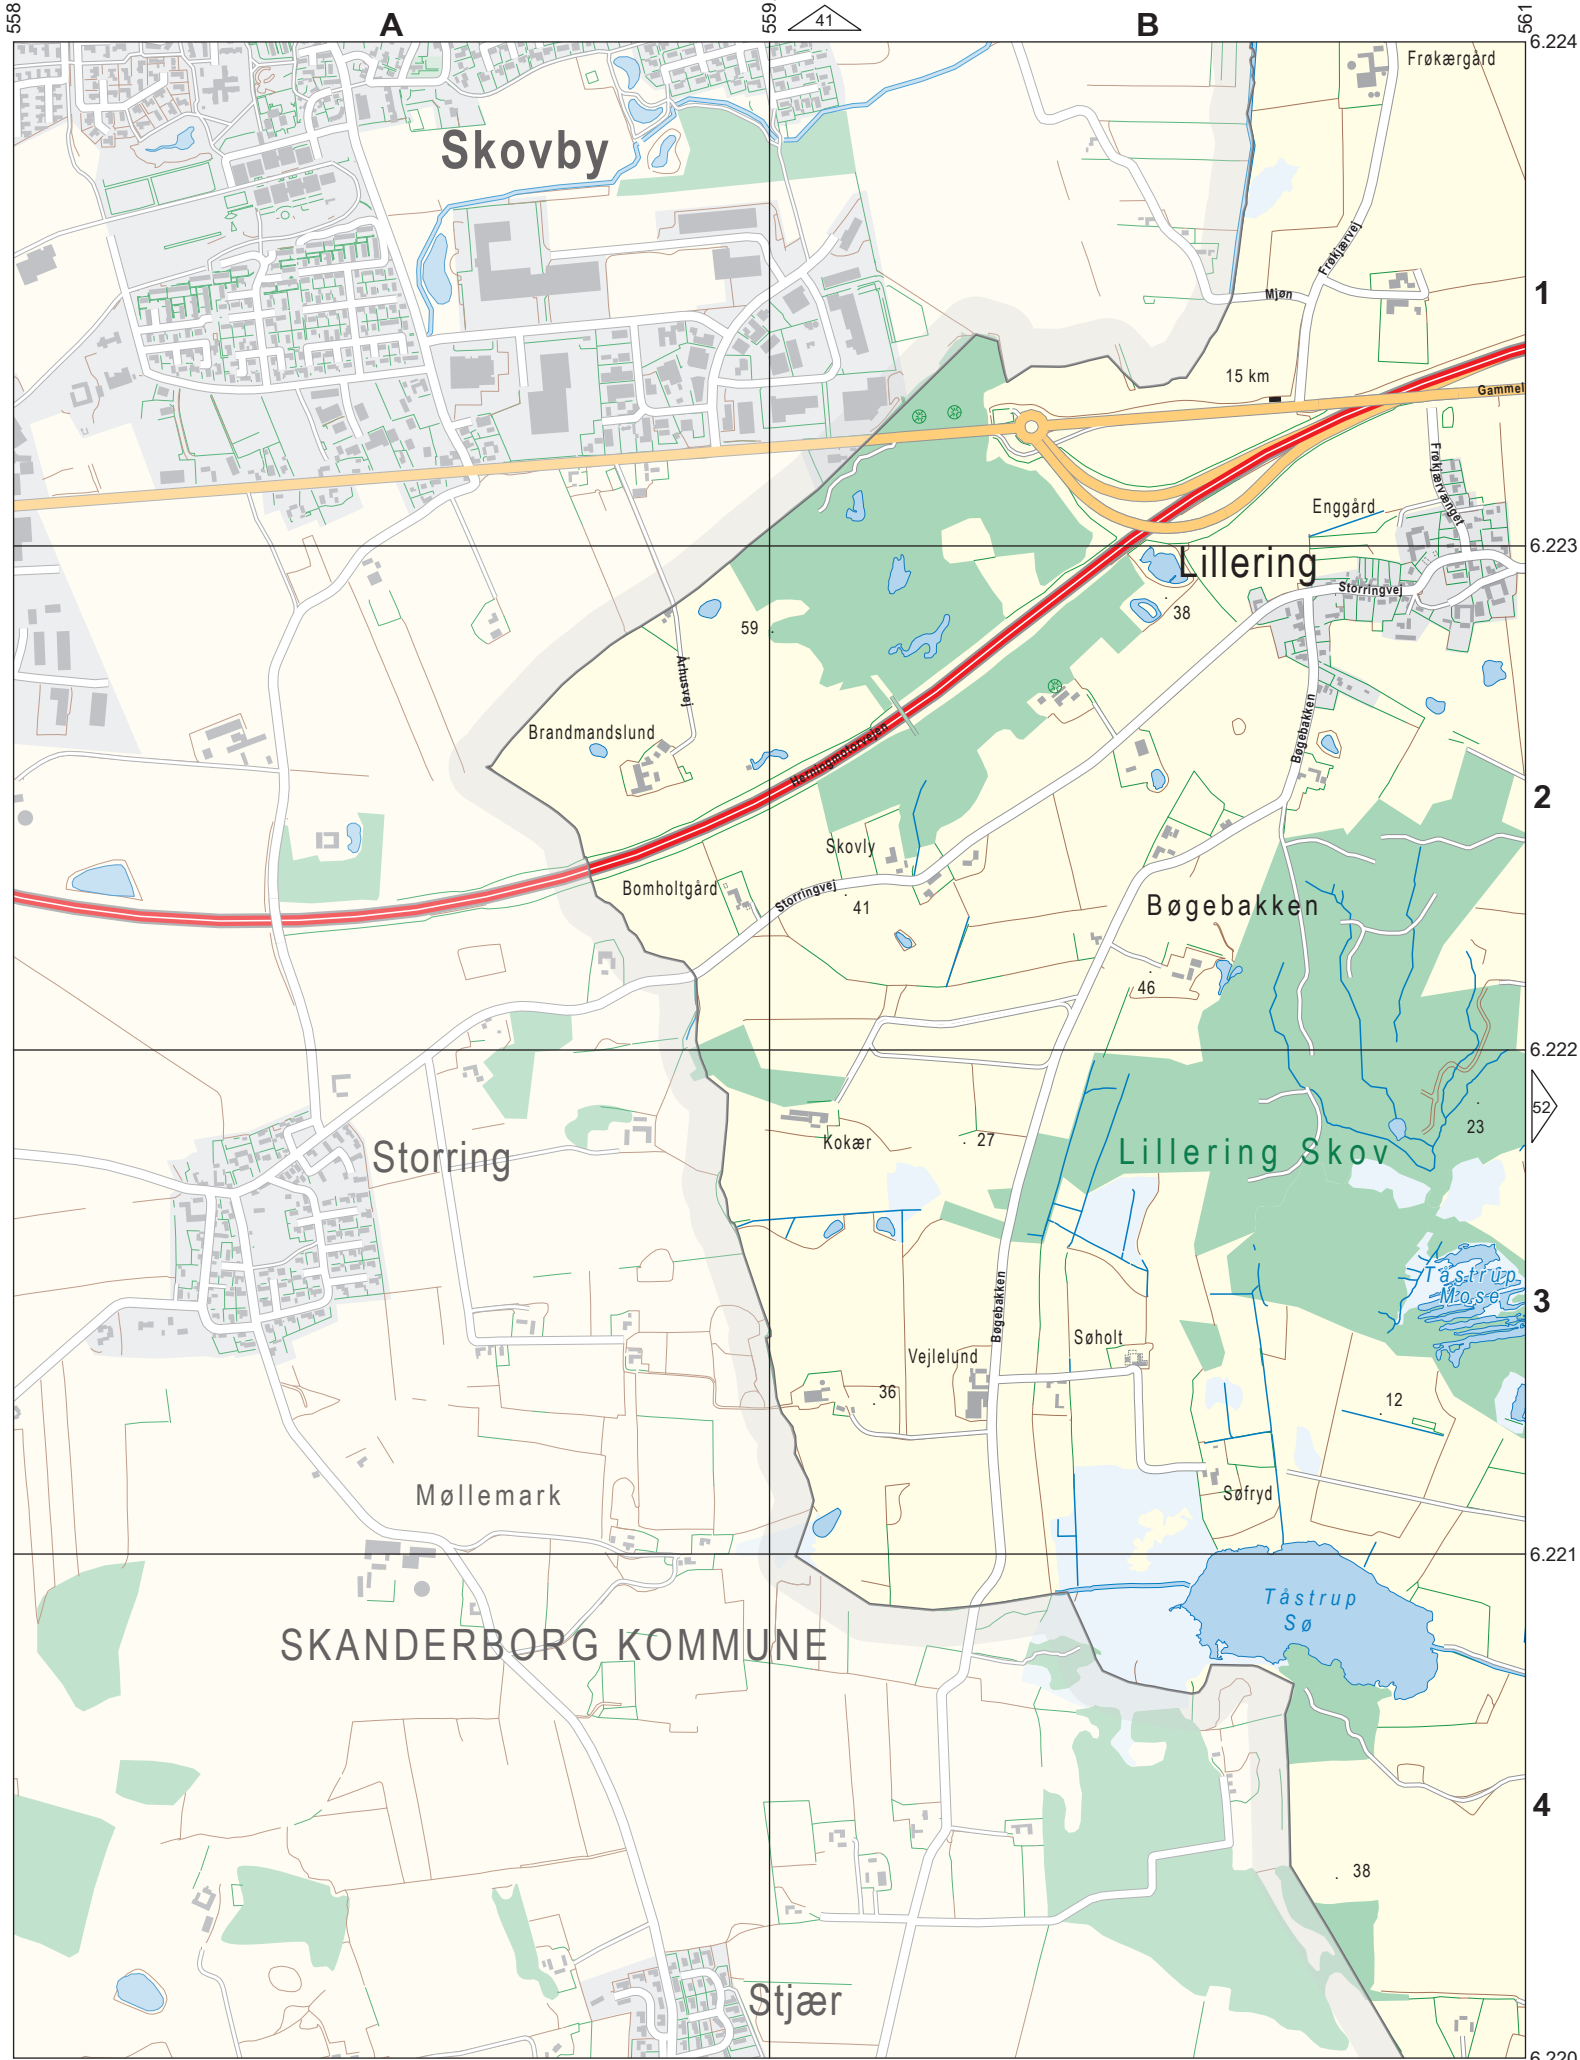 558
A
559
41
B
561
6.224
Frøkærgård
Skovby
Frøkjærvej
Mjøn
1
15 km
Gammel
Frøkjærvænget
Enggård
6.223
Lillering
Storringvej
38
59
Århusvej
Brandmandslund
Herningmotorvejen
Bøgebakken
2
Skovly
Bomholtgård
Storringvej
41
Bøgebakken
46
6.222
52
23
Kokær
27
Storring
Lillering Skov
Bøgebakken
Tåstrup
Mose
3
Søholt
Vejlelund
36
12
Møllemark
Søfryd
6.221
Tåstrup
Sø
SKANDERBORG KOMMUNE
4
38
Stjær
6.220